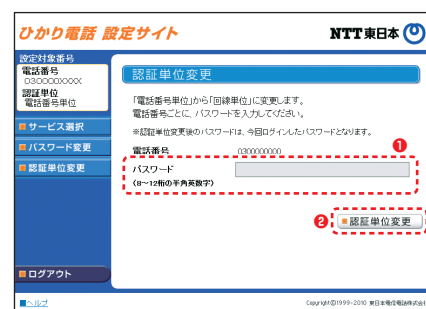 ひかり電話 設定サイト
NTT東日本
設定対象番号
電話番号
030000XXXX
認証単位
電話番号単位
サービス選択
パスワード変更
認証単位変更
ログアウト
認証単位変更
「電話番号単位」から「回線単位」に変更します。
電話番号ごとに、パスワードを入力してください。
※認証単位変更後のパスワードは、今回ログインしたパスワードとなります。
電話番号 0300000000
❶
パスワード
(8～12桁の半角英数字)
❷ 認証単位変更
ヘルプ
Copyright©1999-2010 東日本電信電話株式会社